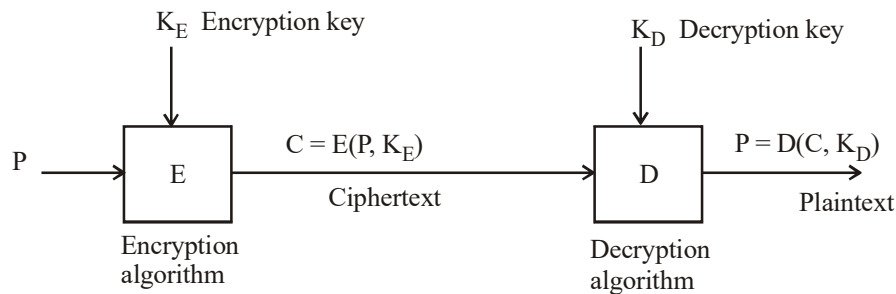 K_E Encryption key
K_D Decryption key
P
E
C = E(P, K_E)
Ciphertext
D
P = D(C, K_D)
Plaintext
Encryption
algorithm
Decryption
algorithm